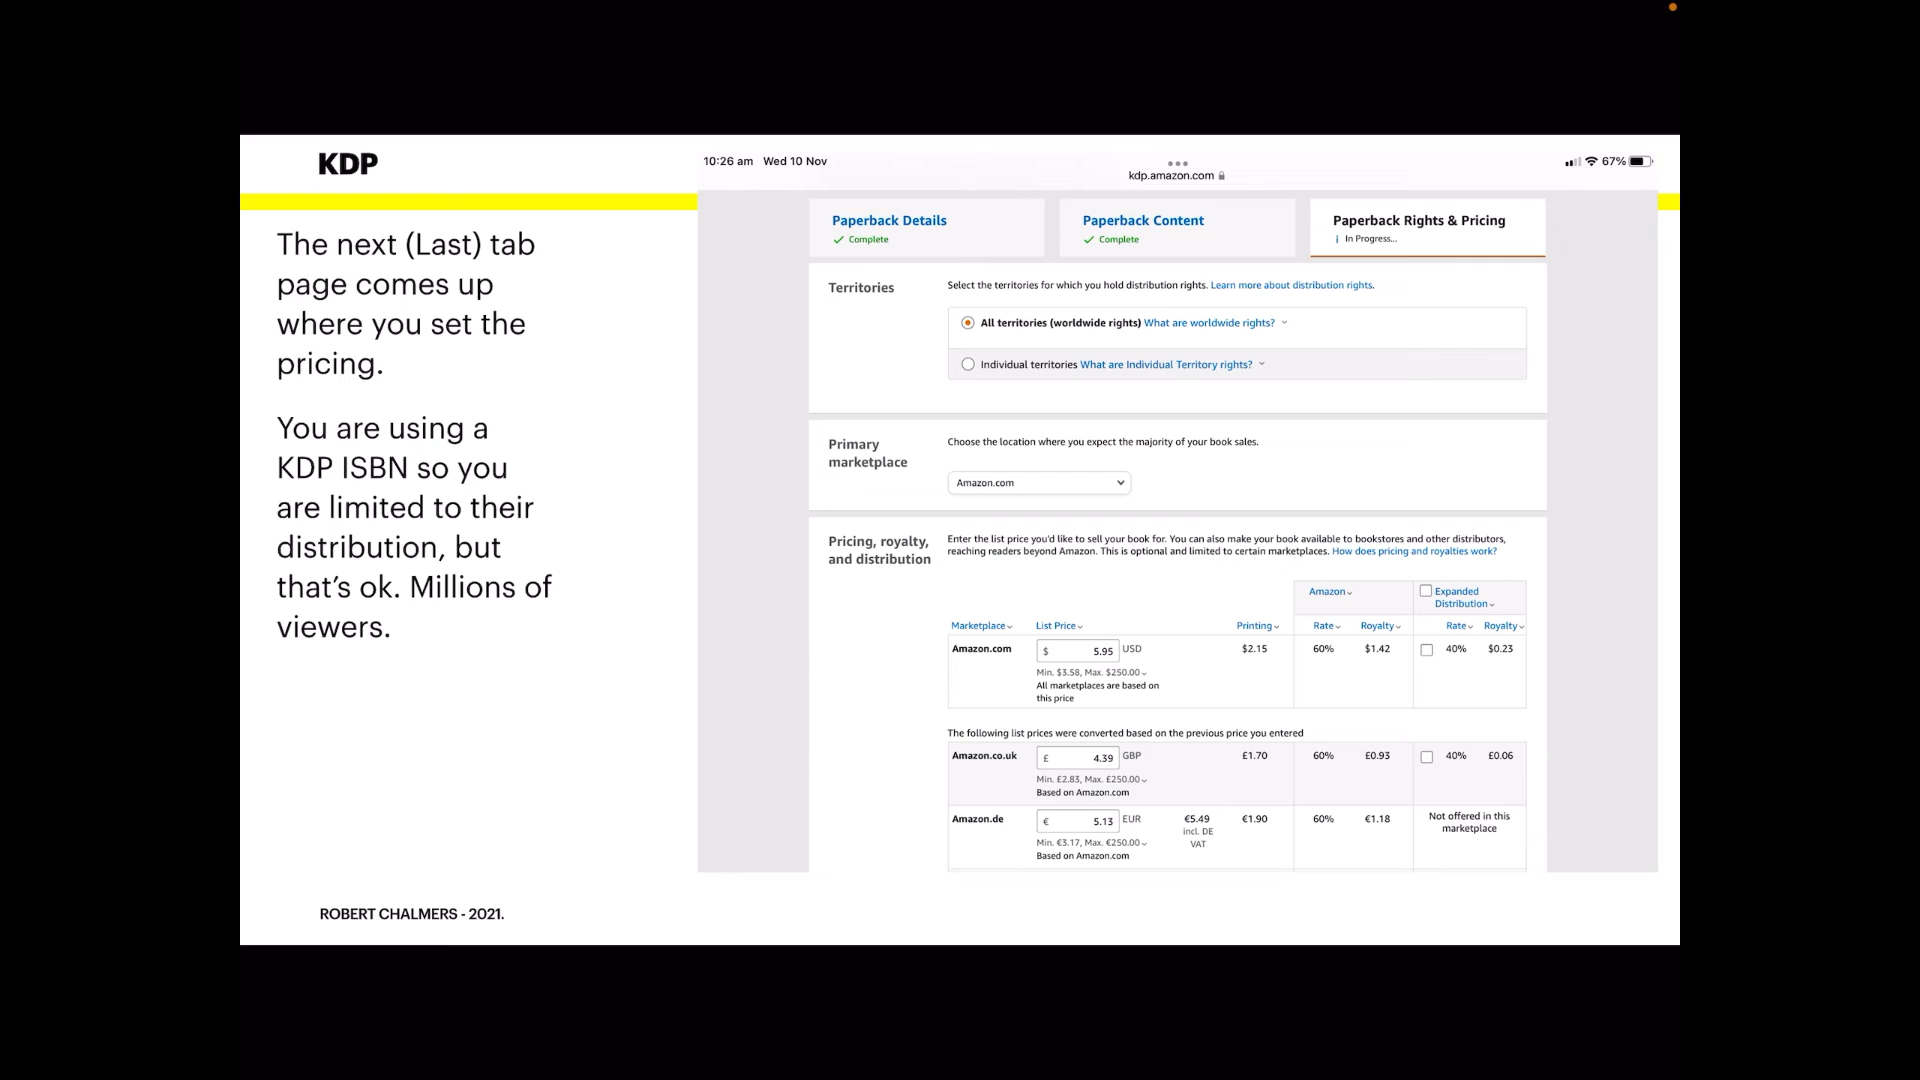 KDP
The next (Last) tab
page comes up
where you set the
pricing.
You are using a
KDP ISBN so you
are limited to their
distribution, but
that's ok. Millions of
viewers.
ROBERT CHALMERS - 2021.
10:26 am Wed 10 Nov
67%
kdp.amazon.com
Paperback Details
Complete
Paperback Content
Complete
Paperback Rights & Pricing
In Progress...
Territories
Select the territories for which you hold distribution rights. Learn more about distribution rights.
All territories (worldwide rights) What are worldwide rights?
Individual territories What are Individual Territory rights?
Primary
marketplace
Choose the location where you expect the majority of your book sales.
Amazon.com
Pricing, royalty,
and distribution
Enter the list price you'd like to sell your book for. You can also make your book available to bookstores and other distributors,
reaching readers beyond Amazon. This is optional and limited to certain marketplaces. How does pricing and royalties work?
Amazon
Expanded
Distribution
Marketplace List Price Printing Rate Royalty Rate Royalty
Amazon.com $ 5.95 USD $2.15 60% $1.42 40% $0.23
Min. $3.58, Max. $250.00
All marketplaces are based on
this price
The following list prices were converted based on the previous price you entered
Amazon.co.uk £ 4.39 GBP £1.70 60% £0.93 40% £0.06
Min. £2.83, Max. £250.00
Based on Amazon.com
Amazon.de € 5.13 EUR €5.49 €1.90 60% €1.18 Not offered in this
incl. DE marketplace
Min. €3.17, Max. €250.00 VAT
Based on Amazon.com